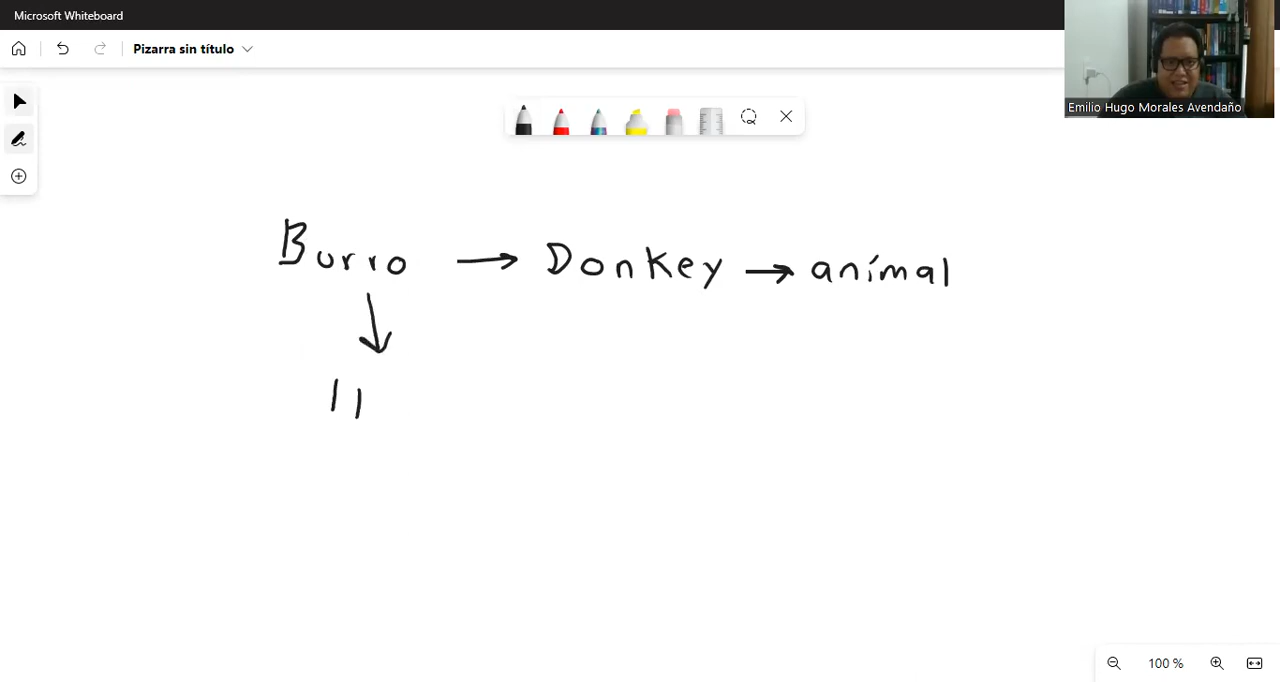 Microsoft Whiteboard
Pizarra sin título
Emilio Hugo Morales Avendaño
Burro → Donkey → animal
↓
100 %